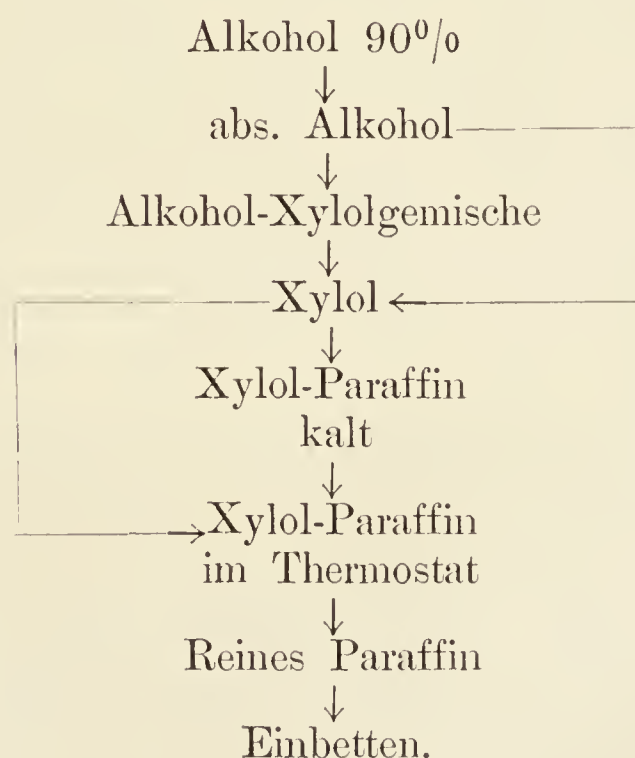 Alkohol 90%
abs. Alkohol
Alkohol-Xylolgemische
Xylol
Xylol-Paraffin
kalt
Xylol-Paraffin
im Thermostat
Reines Paraffin
Einbetten.